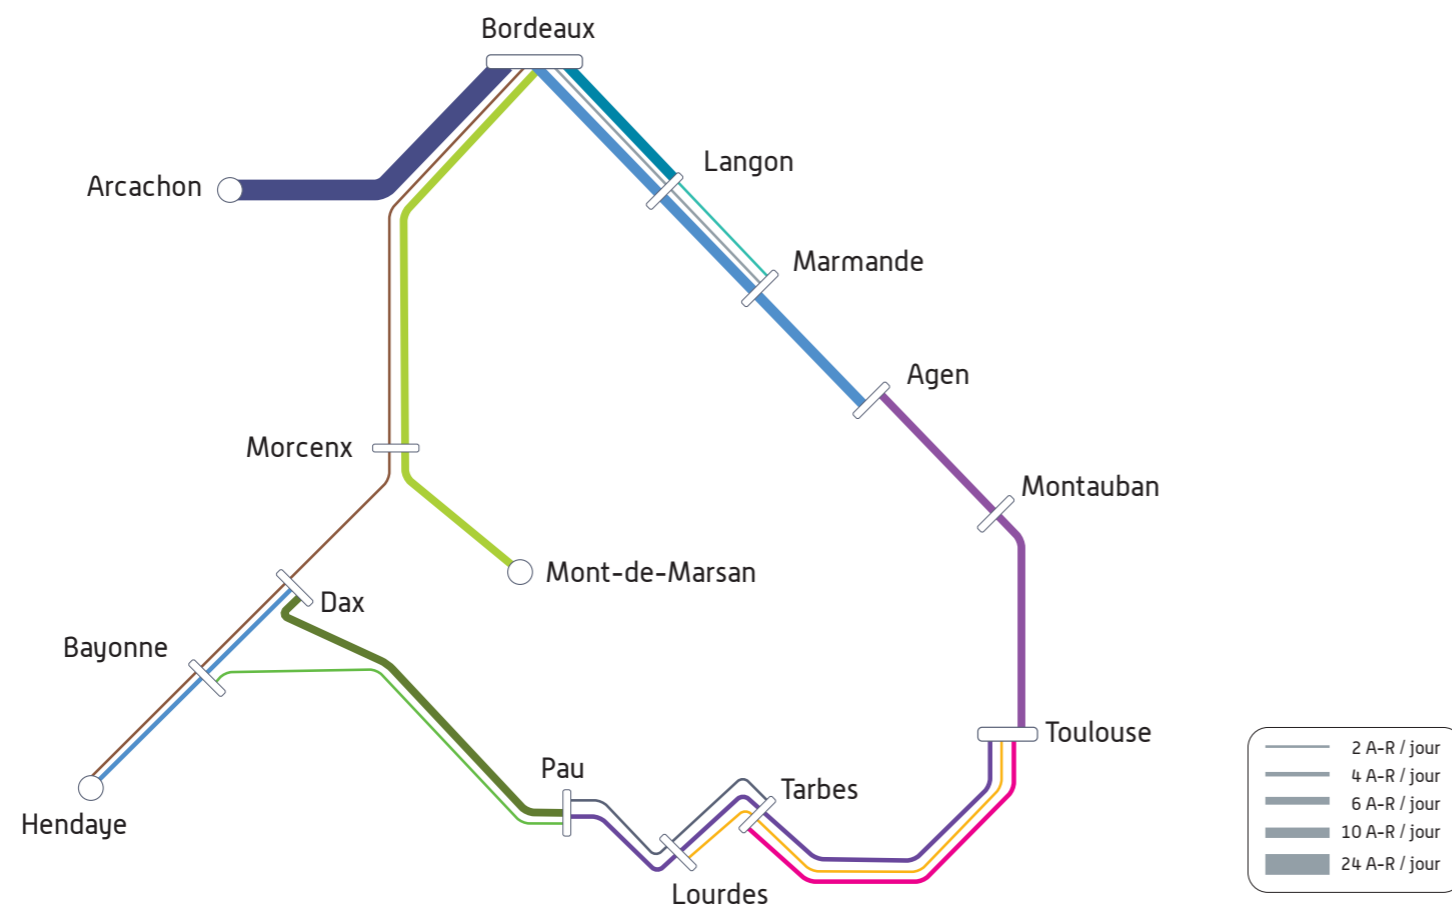 Bordeaux
Langon
Arcachon
Marmande
Agen
Morcenx
Montauban
Mont-de-Marsan
Dax
Bayonne
Toulouse
Pau
Tarbes
Hendaye
Lourdes
2 A-R / jour
4 A-R / jour
6 A-R / jour
10 A-R / jour
24 A-R / jour